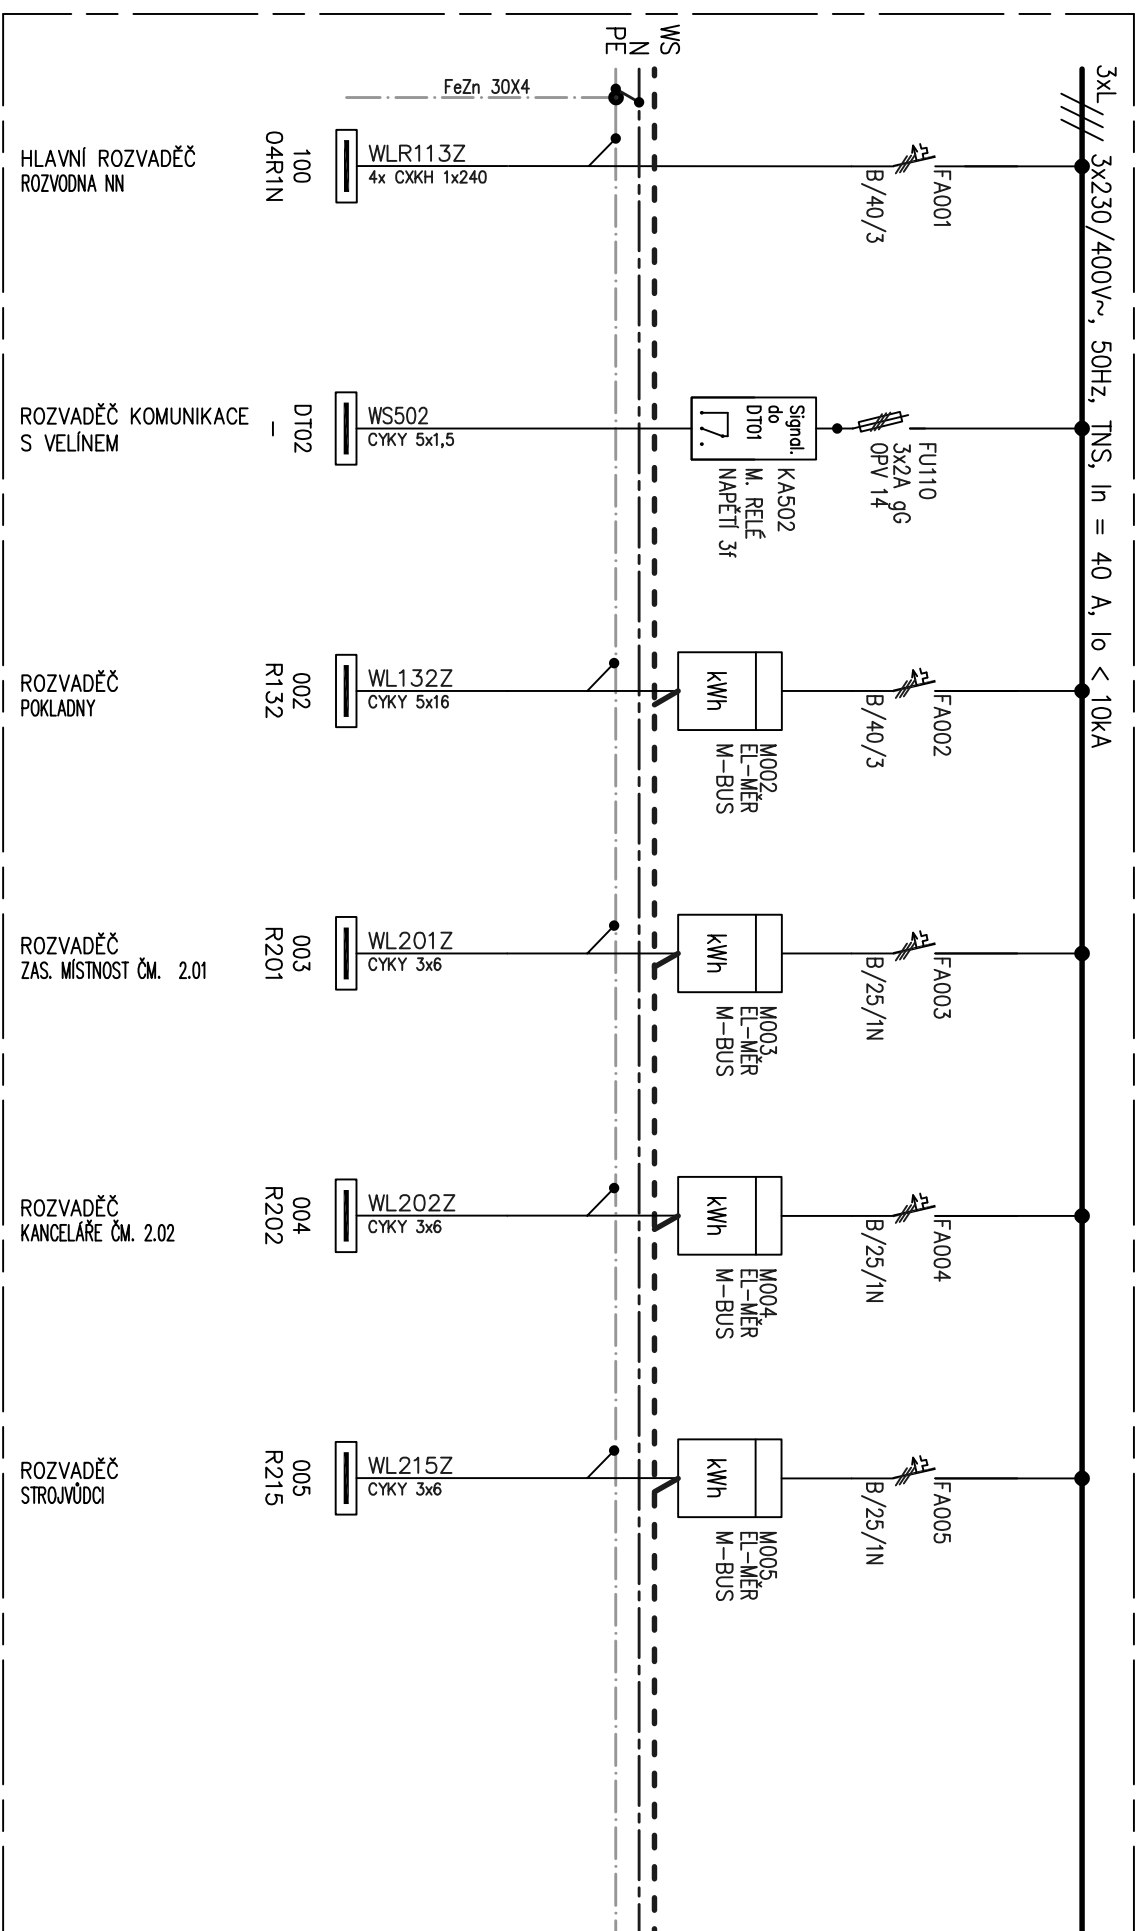 3xL
3x230/400V~, 50Hz, TNS, In = 40 A, Io < 10kA
WS
N
PE
FeZn 30X4
FA001
B/40/3
WLR113Z
4x CXKH 1x240
100
04R1N
HLAVNÍ ROZVADĚČ
ROZVODNA NN
FU110
3x2A gG
OPV 14
Signal.
do
DT01
KA502
M. RELÉ
NAPĚTÍ 3f
WS502
CYKY 5x1,5
DT02
–
ROZVADĚČ KOMUNIKACE
S VELÍNEM
FA002
B/40/3
kWh
M002
EL-MĚR
M-BUS
WL132Z
CYKY 5x16
002
R132
ROZVADĚČ
POKLADNY
FA003
B/25/1N
kWh
M003
EL-MĚR
M-BUS
WL201Z
CYKY 3x6
003
R201
ROZVADĚČ
ZAS. MÍSTNOST ČM. 2.01
FA004
B/25/1N
kWh
M004
EL-MĚR
M-BUS
WL202Z
CYKY 3x6
004
R202
ROZVADĚČ
KANCELÁŘE ČM. 2.02
FA005
B/25/1N
kWh
M005
EL-MĚR
M-BUS
WL215Z
CYKY 3x6
005
R215
ROZVADĚČ
STROJVŮDCI